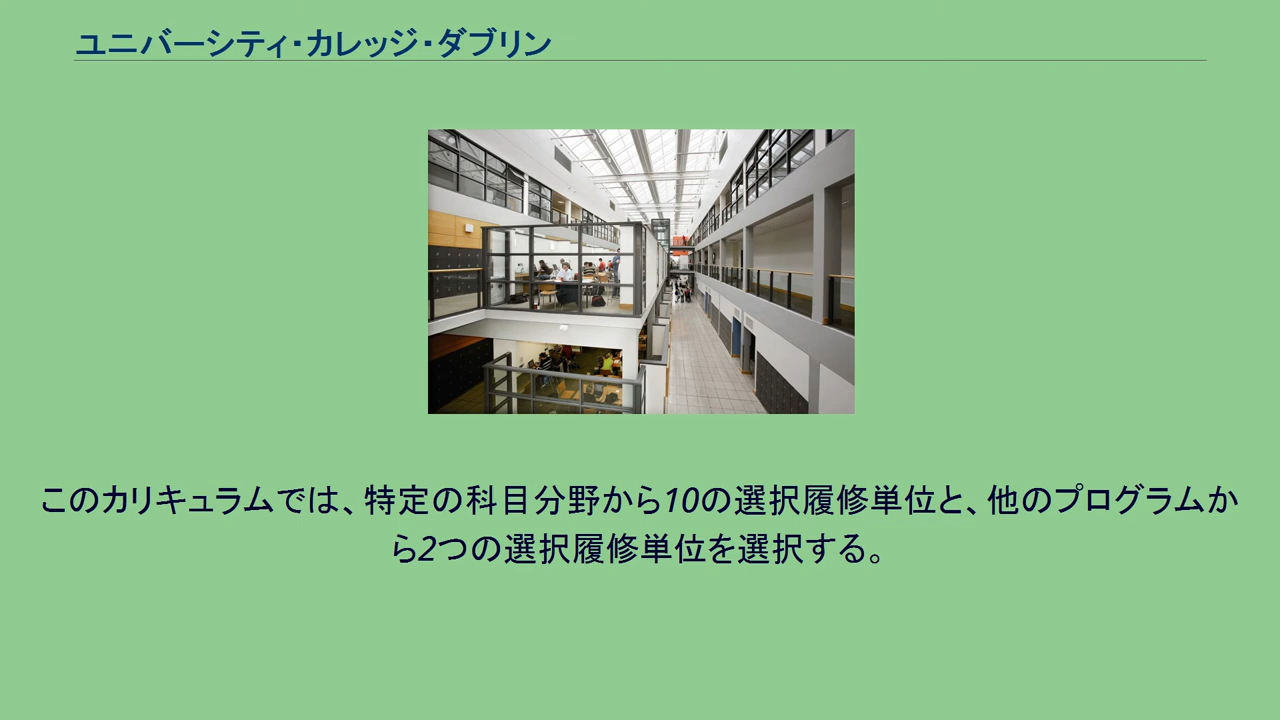 ユニバーシティ・カレッジ・ダブリン
このカリキュラムでは、特定の科目分野から10の選択履修単位と、他のプログラムか
ら2つの選択履修単位を選択する。